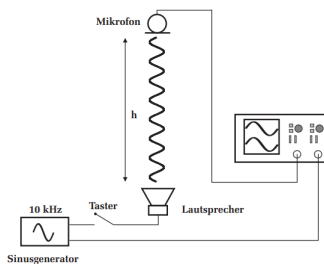 Mikrofon
h
Taster
10 kHz
Lautsprecher
Sinusgenerator